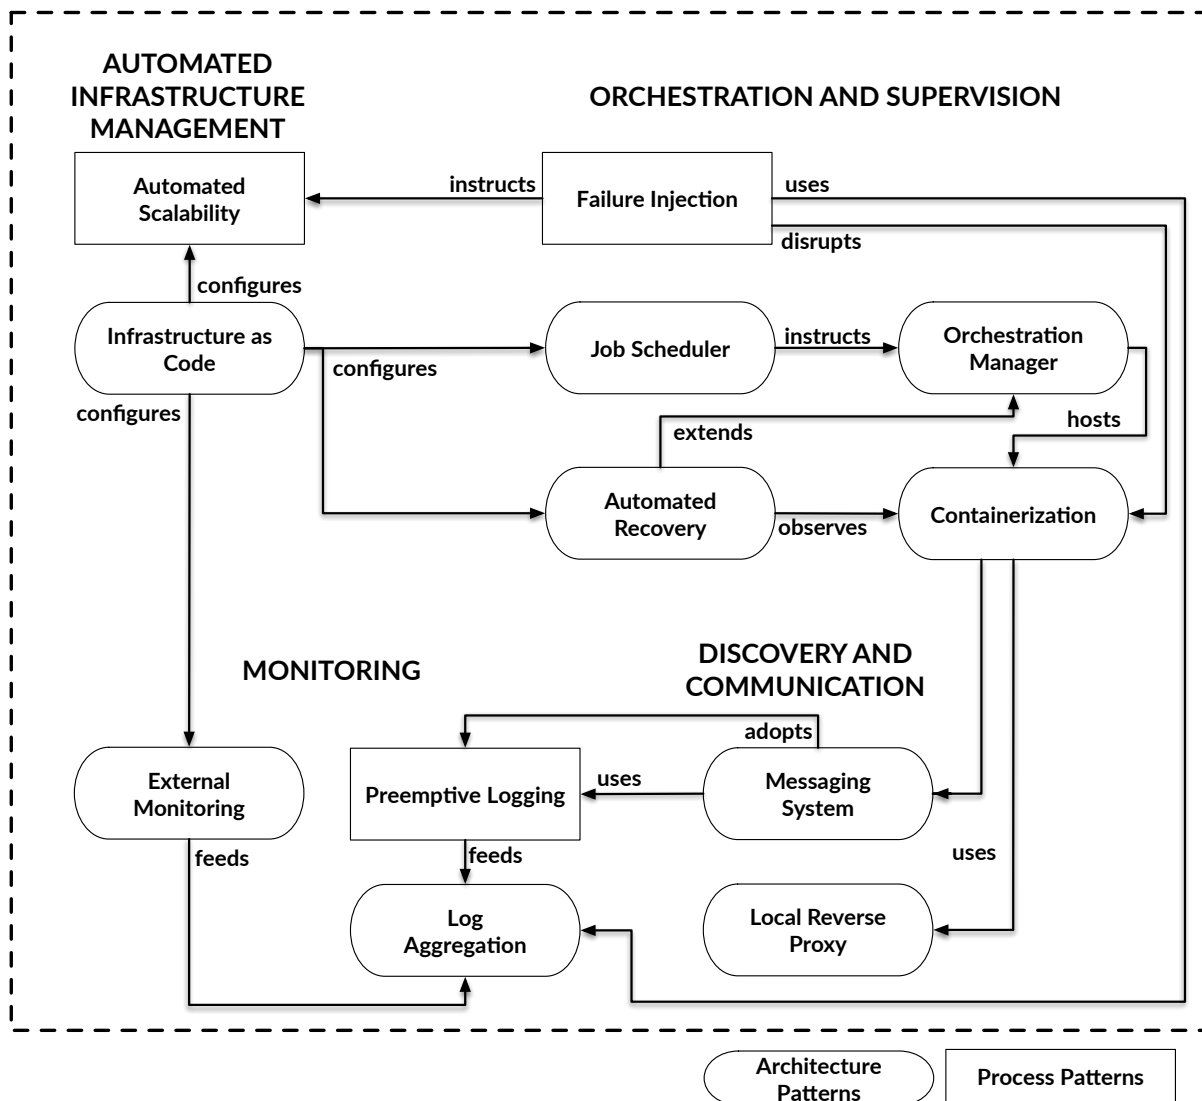 AUTOMATED
INFRASTRUCTURE
MANAGEMENT
ORCHESTRATION AND SUPERVISION
Automated
Scalability
instructs
Failure Injection
uses
disrupts
configures
Infrastructure as
Code
configures
configures
Job Scheduler
instructs
Orchestration
Manager
extends
hosts
Automated
Recovery
observes
Containerization
MONITORING
DISCOVERY AND
COMMUNICATION
adopts
External
Monitoring
Preemptive Logging
uses
Messaging
System
feeds
feeds
uses
Log
Aggregation
Local Reverse
Proxy
Architecture
Patterns
Process Patterns